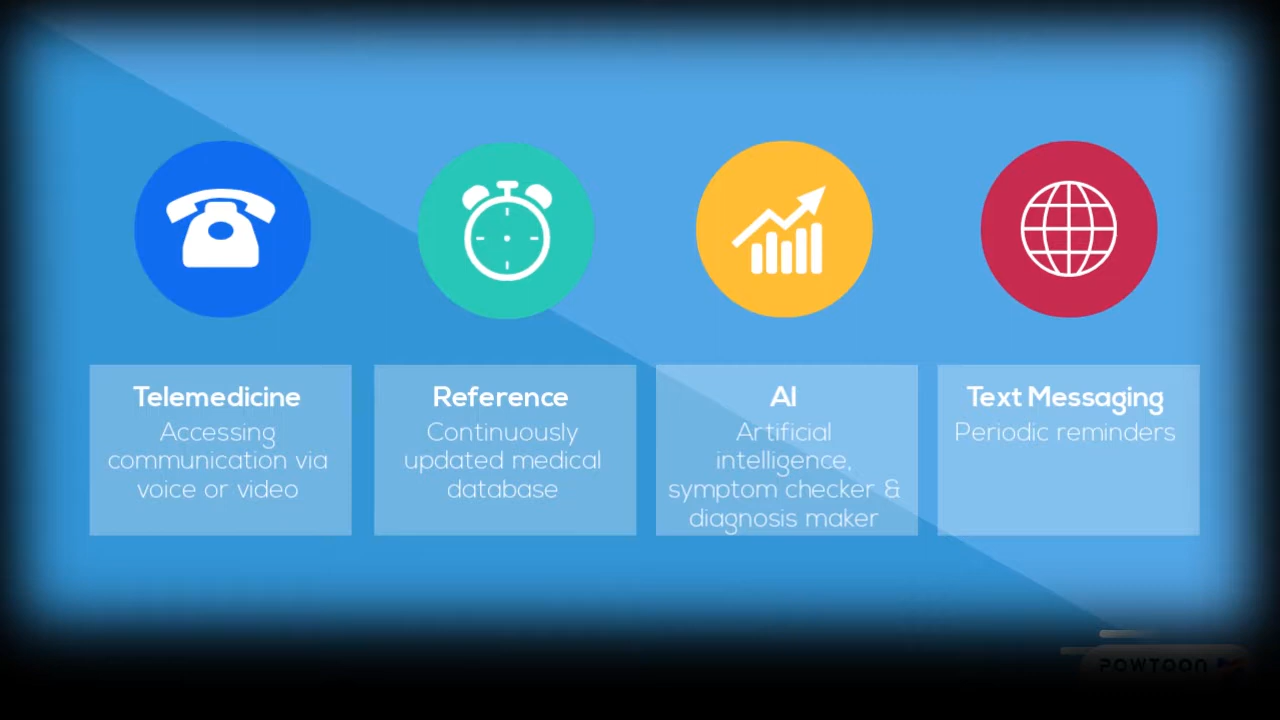 Telemedicine
Accessing
communication via
voice or video
Reference
Continuously
updated medical
database
AI
Artificial
intelligence,
symptom checker &
diagnosis maker
Text Messaging
Periodic reminders
POWTOON